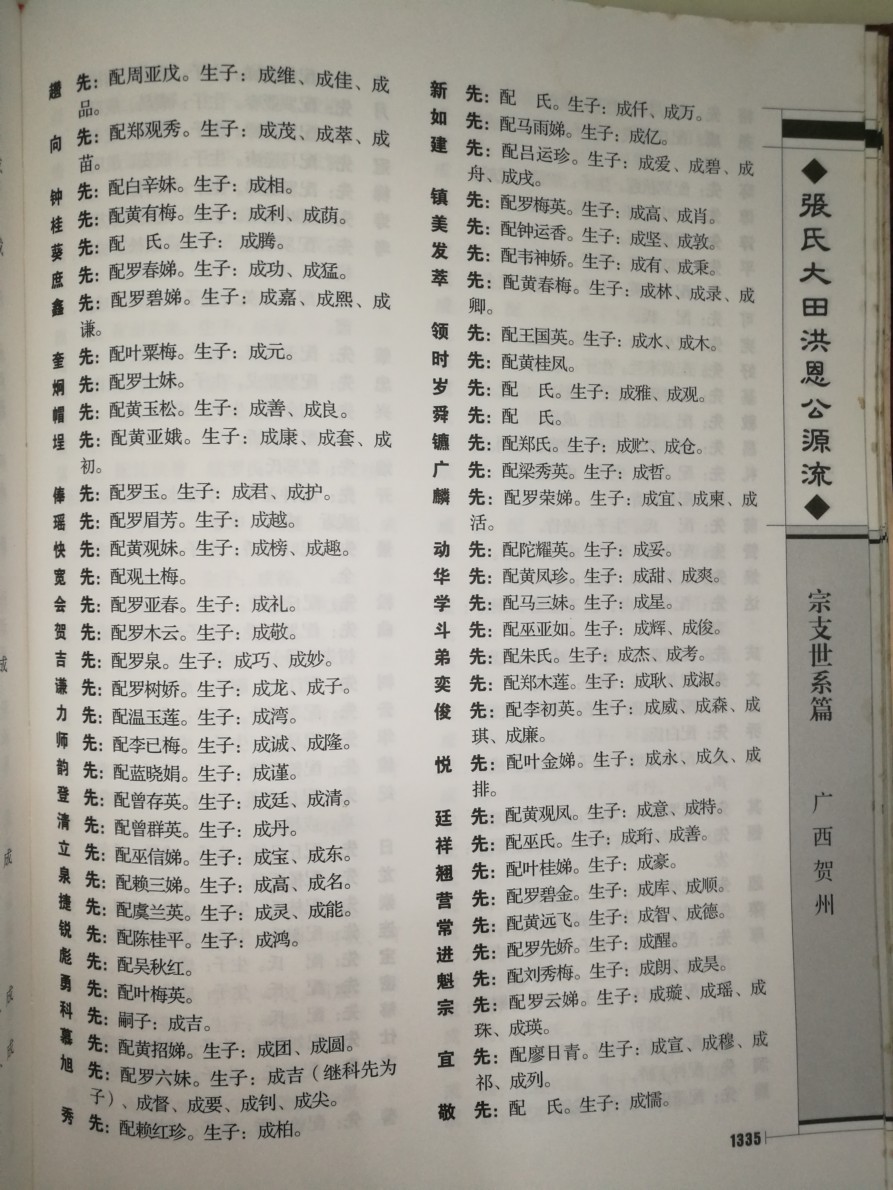 先：配周亚戊。生子：成维、成佳、成
品。
向先：配郑观秀。生子：成茂、成萃、成
苗。
钟先：配白辛妹。生子：成相。
桂先：配黄有梅。生子：成利、成荫。
葵先：配　氏。生子：成腾。
庶先：配罗春娣。生子：成功、成猛。
鑫先：配罗碧娣。生子：成嘉、成熙、成
谦。
奎先：配叶粟梅。生子：成元。
炯先：配罗士妹。
帽先：配黄玉松。生子：成善、成良。
埕先：配黄亚娥。生子：成康、成套、成
初。
俸先：配罗玉。生子：成君、成护。
瑶先：配罗眉芳。生子：成越。
快先：配黄观妹。生子：成榜、成趣。
宽先：配观土梅。
会先：配罗亚春。生子：成礼。
贺先：配罗木云。生子：成敬。
吉先：配罗泉。生子：成巧、成妙。
谦先：配罗树娇。生子：成龙、成子。
力先：配温玉莲。生子：成湾。
师先：配李已梅。生子：成诚、成隆。
韵先：配蓝晓娟。生子：成谨。
登先：配曾存英。生子：成廷、成清。
清先：配曾群英。生子：成丹。
立先：配巫信娣。生子：成宝、成东。
泉先：配赖三娣。生子：成高、成名。
捷先：配虞兰英。生子：成灵、成能。
锐先：配陈桂平。生子：成鸿。
彪先：配吴秋红。
勇先：配叶梅英。
科先：嗣子：成吉。
慕先：配黄招娣。生子：成团、成圆。
旭先：配罗六妹。生子：成吉（继科先为
子）、成督、成要、成钊、成尖。
秀先：配赖红珍。生子：成柏。
新先：配　氏。生子：成仟、成万。
如先：配马雨娣。生子：成亿。
建先：配吕运珍。生子：成爱、成碧、成
舟、成戌。
镇先：配罗梅英。生子：成高、成肖。
美先：配钟运香。生子：成坚、成敦。
发先：配韦神娇。生子：成有、成秉。
萃先：配黄春梅。生子：成林、成录、成
卿。
领先：配王国英。生子：成水、成木。
时先：配黄桂凤。
岁先：配　氏。生子：成雅、成观。
舜先：配　氏。
镳先：配郑氏。生子：成贮、成仓。
广先：配梁秀英。生子：成哲。
麟先：配罗荣娣。生子：成宜、成柬、成
活。
动先：配陀耀英。生子：成妥。
华先：配黄凤珍。生子：成甜、成爽。
学先：配马三妹。生子：成星。
斗先：配巫亚如。生子：成辉、成俊。
弟先：配朱氏。生子：成杰、成考。
奕先：配郑木莲。生子：成耿、成淑。
俊先：配李初英。生子：成威、成森、成
琪、成廉。
悦先：配叶金娣。生子：成永、成久、成
排。
廷先：配黄观凤。生子：成意、成特。
祥先：配巫氏。生子：成珩、成善。
翘先：配叶桂娣。生子：成豪。
营先：配罗碧金。生子：成库、成顺。
常先：配黄远飞。生子：成智、成德。
进先：配罗先娇。生子：成醒。
魁先：配刘秀梅。生子：成朗、成昊。
宗先：配罗云娣。生子：成璇、成瑶、成
珠、成瑛。
宜先：配廖日青。生子：成宣、成穆、成
祁、成列。
敬先：配　氏。生子：成懦。
◆張氏大田洪恩公源流◆
宗支世系篇
广西贺州
1335